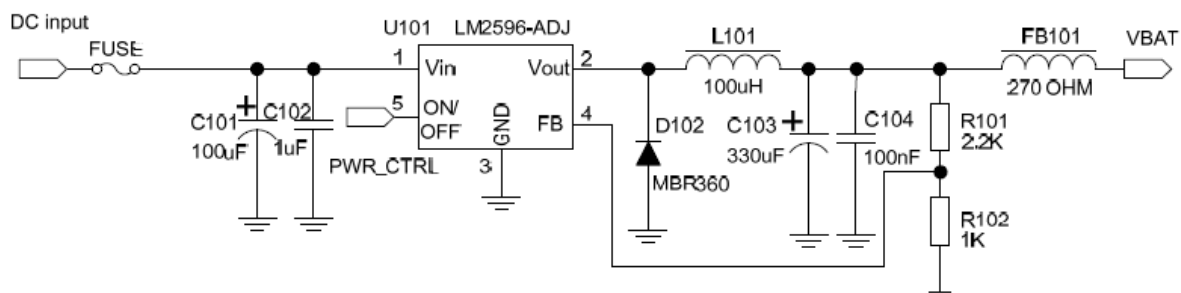 DC input
FUSE
U101
LM2596-ADJ
L101
FB101
VBAT
1
Vin
Vout
2
100uH
270 OHM
C101
100uF
C102
1uF
5
ON/
OFF
GND
FB
4
D102
C103
330uF
C104
100nF
R101
2.2K
PWR_CTRL
3
MBR360
R102
1K